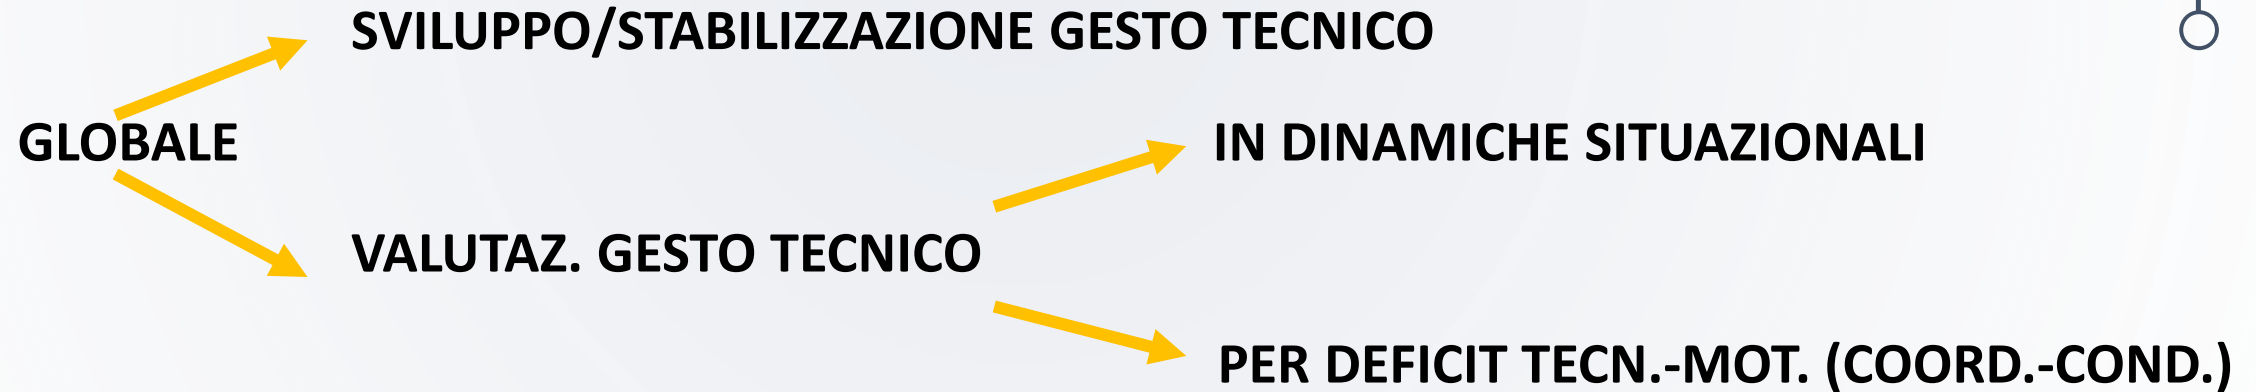 SVILUPPO/STABILIZZAZIONE GESTO TECNICO
GLOBALE
IN DINAMICHE SITUAZIONALI
VALUTAZ. GESTO TECNICO
PER DEFICIT TECN.-MOT. (COORD.-COND.)